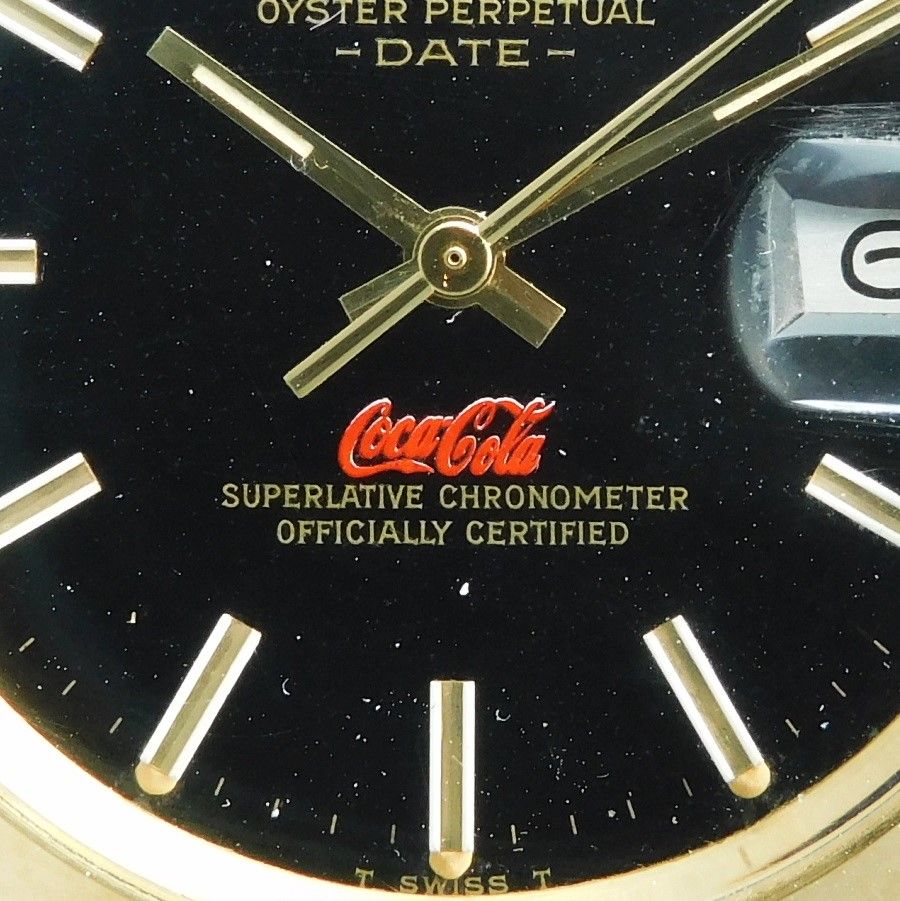 OYSTER PERPETUAL
-DATE-
Coca-Cola
SUPERLATIVE CHRONOMETER
OFFICIALLY CERTIFIED
T SWISS T